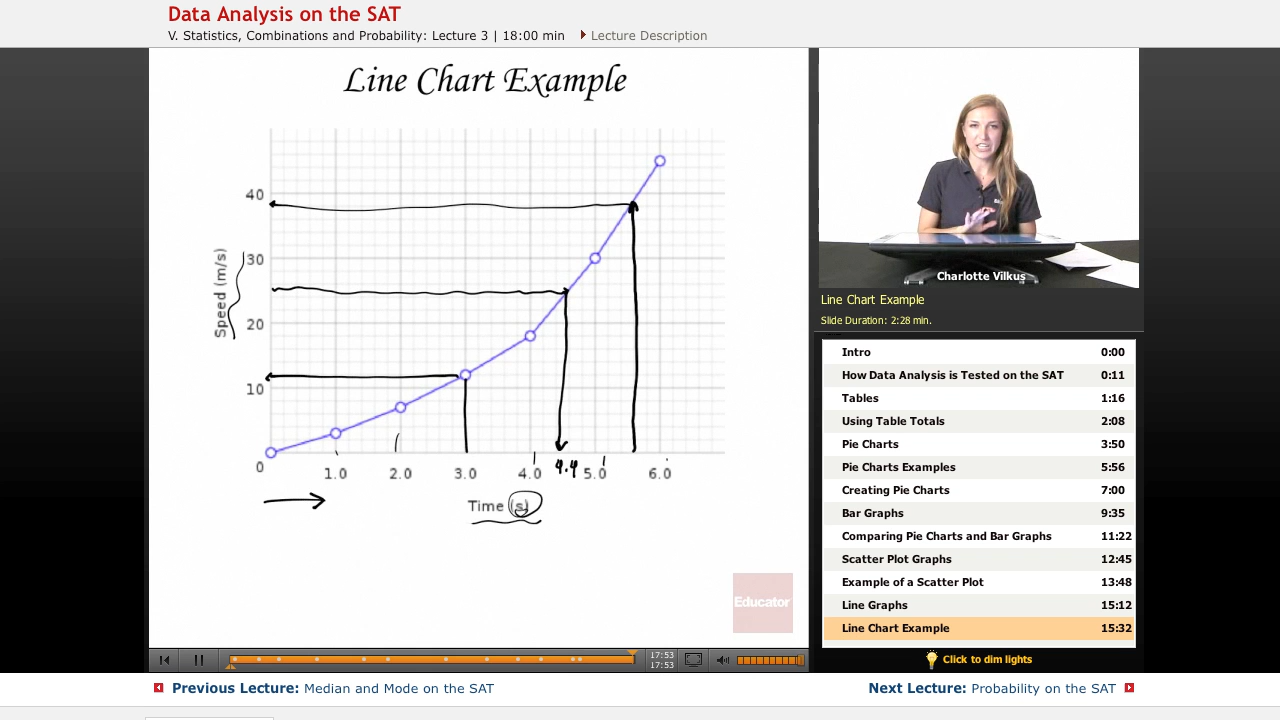 Data Analysis on the SAT
V. Statistics, Combinations and Probability: Lecture 3 | 18:00 min Lecture Description
Line Chart Example
40
30
20
10
0
Speed (m/s)
1.0 2.0 3.0 4.0 4.4 5.0 6.0
Time (s)
Educator
17:53
17:53
Charlotte Vilkus
Line Chart Example
Slide Duration: 2:28 min.
Intro 0:00
How Data Analysis is Tested on the SAT 0:11
Tables 1:16
Using Table Totals 2:08
Pie Charts 3:50
Pie Charts Examples 5:56
Creating Pie Charts 7:00
Bar Graphs 9:35
Comparing Pie Charts and Bar Graphs 11:22
Scatter Plot Graphs 12:45
Example of a Scatter Plot 13:48
Line Graphs 15:12
Line Chart Example 15:32
Click to dim lights
Previous Lecture: Median and Mode on the SAT
Next Lecture: Probability on the SAT